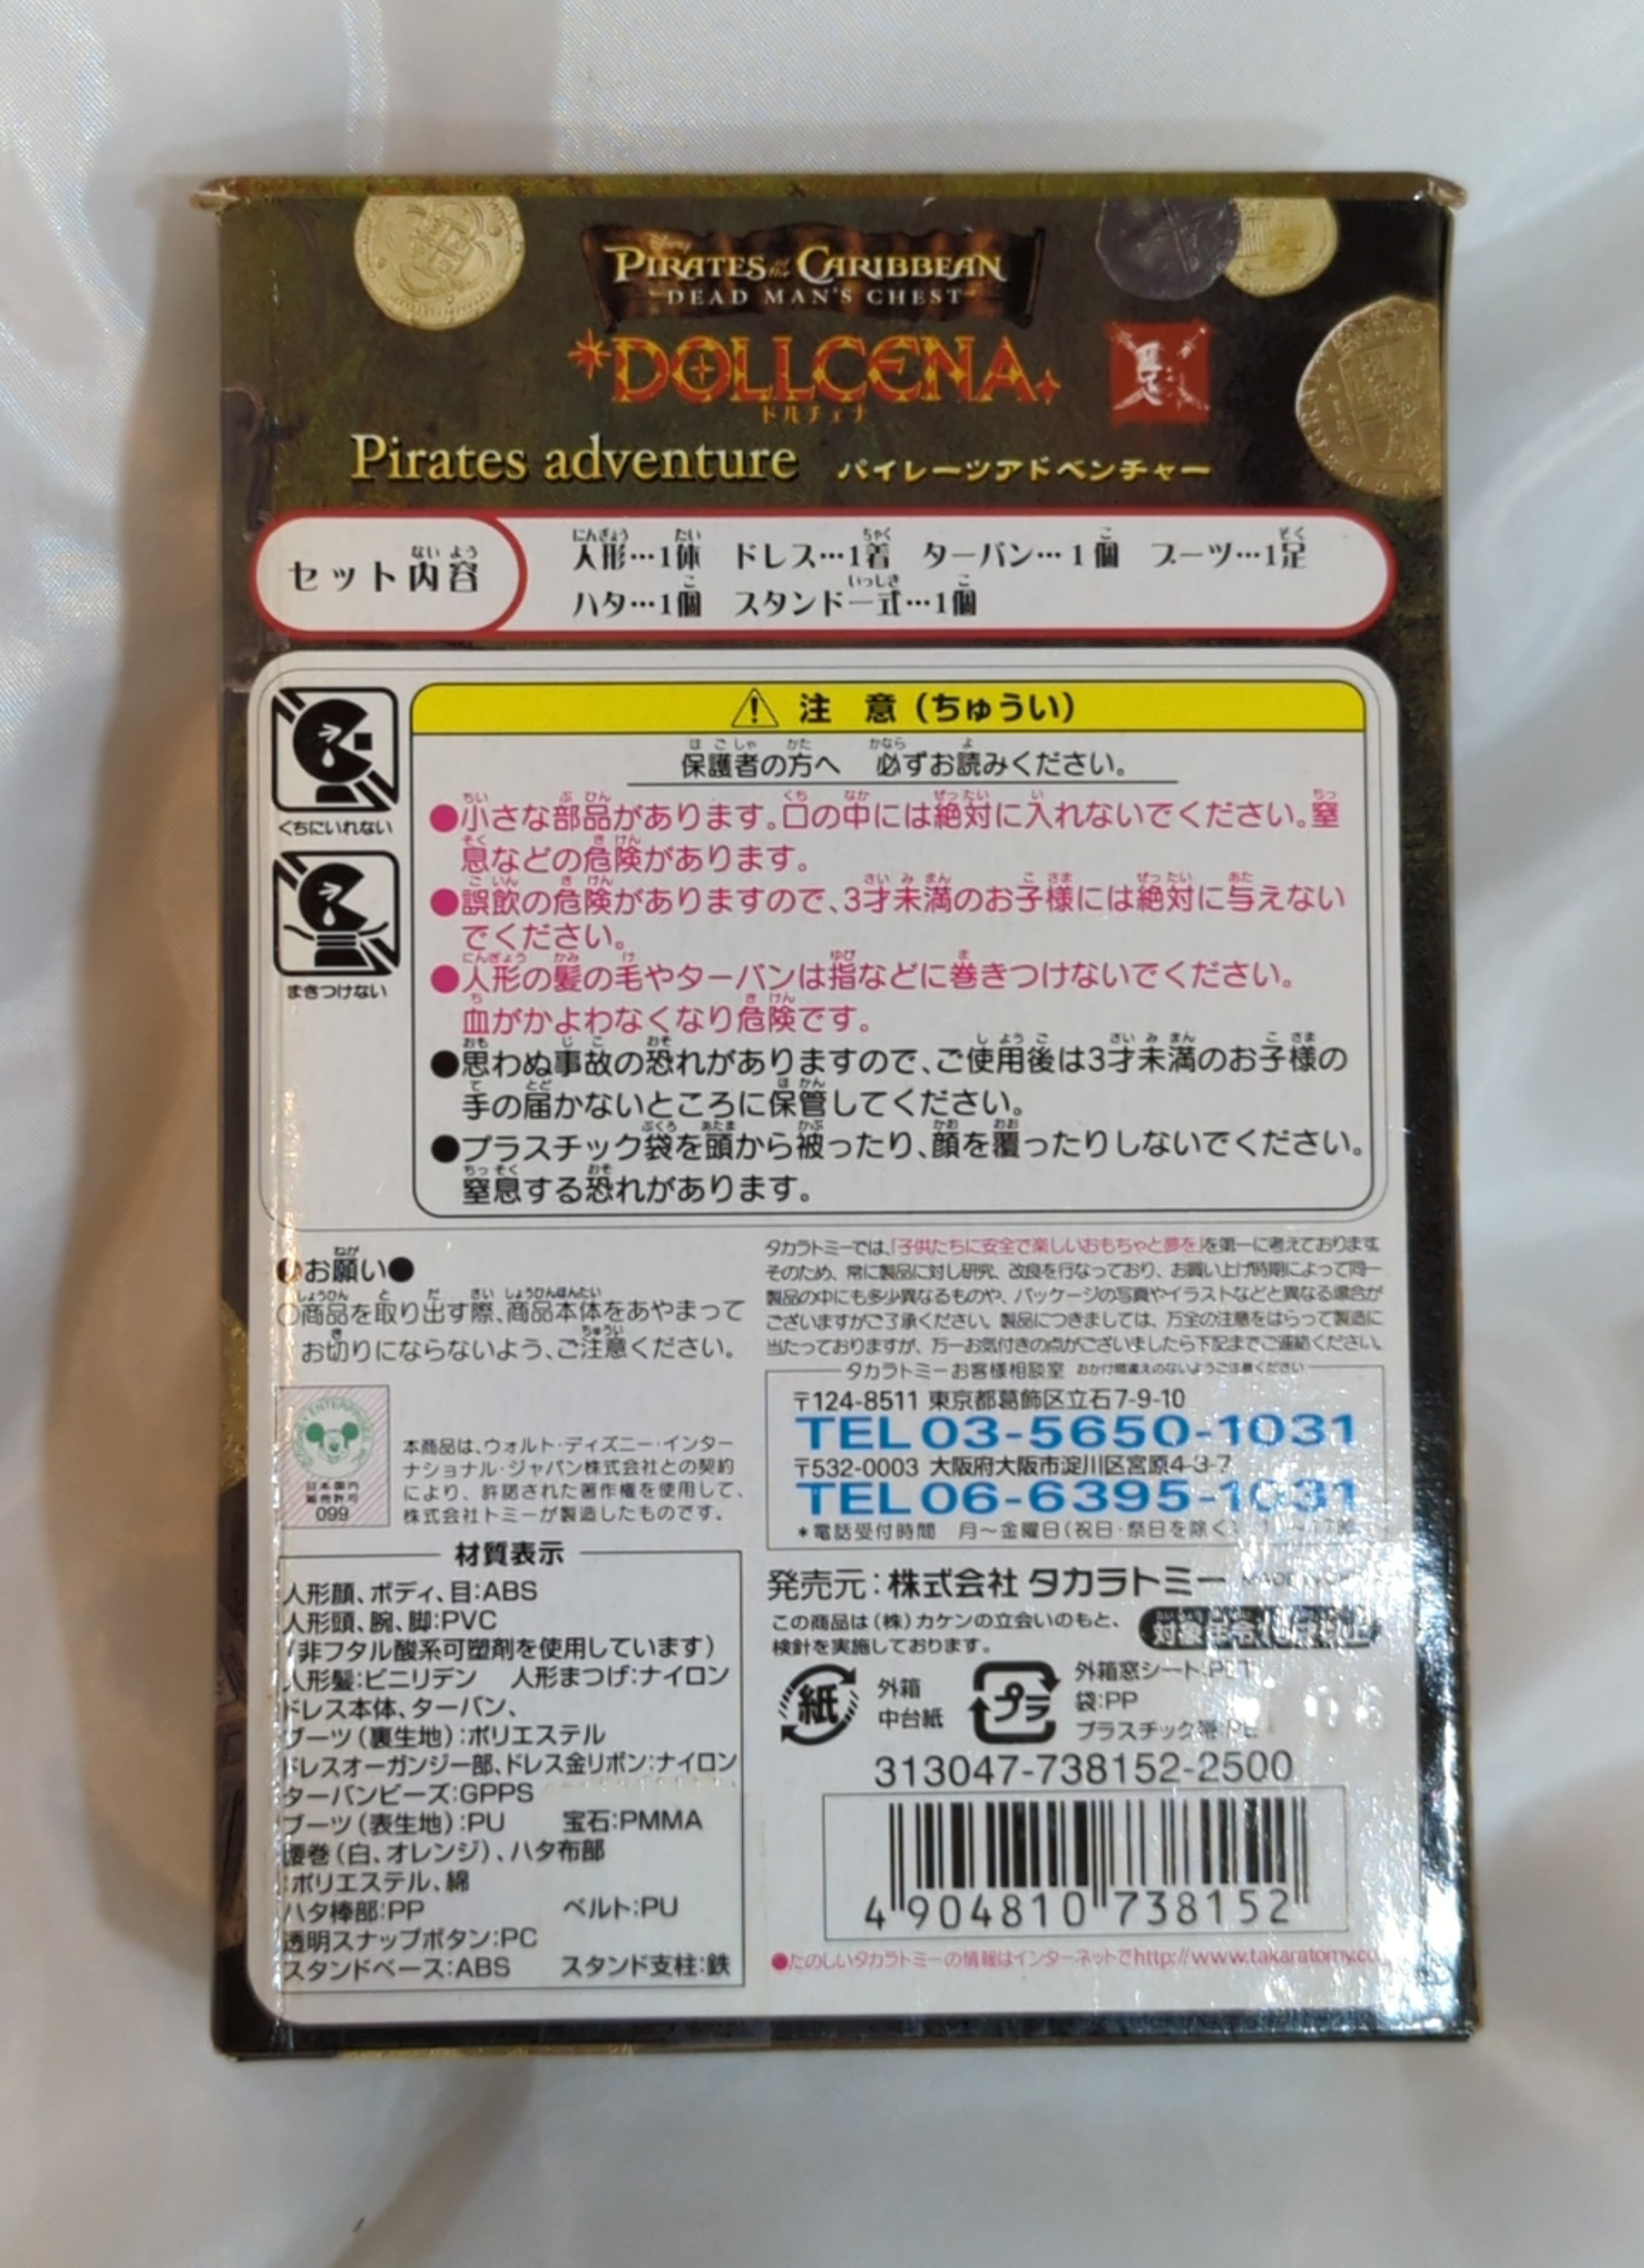 PIRATES of the CARIBBEAN
DEAD MAN'S CHEST
DOLLCENA
ドルチェナ
Pirates adventure パイレーツアドベンチャー
セット内容
人形…1体 ドレス…1着 ターバン…1個 ブーツ…1足
ハタ…1個 スタンド一式…1個
くちにいれない
まきつけない
注 意(ちゅうい)
保護者の方へ 必ずお読みください。
●小さな部品があります。口の中には絶対に入れないでください。窒
息などの危険があります。
●誤飲の危険がありますので、3才未満のお子様には絶対に与えない
でください。
●人形の髪の毛やターバンは指などに巻きつけないでください。
血がかよわなくなり危険です。
●思わぬ事故の恐れがありますので、ご使用後は3才未満のお子様の
手の届かないところに保管してください。
●プラスチック袋を頭から被ったり、顔を覆ったりしないでください。
窒息する恐れがあります。
●お願い●
○商品を取り出す際、商品本体をあやまって
お切りにならないよう、ご注意ください。
日本国内
販売許可
099
本商品は、ウォルト・ディズニー・インター
ナショナル・ジャパン株式会社との契約
により、許諾された著作権を使用して、
株式会社トミーが製造したものです。
材質表示
人形顔、ボディ、目:ABS
人形頭、腕、脚:PVC
(非フタル酸系可塑剤を使用しています)
人形髪:ビニリデン 人形まつげ:ナイロン
ドレス本体、ターバン、
ブーツ(裏生地):ポリエステル
ドレスオーガンジー部、ドレス金リボン:ナイロン
ターバンビーズ:GPPS
ブーツ(表生地):PU 宝石:PMMA
腰巻(白、オレンジ)、ハタ布部
:ポリエステル、綿
ハタ棒部:PP ベルト:PU
透明スナップボタン:PC
スタンドベース:ABS スタンド支柱:鉄
タカラトミーでは、「子供たちに安全で楽しいおもちゃと夢を」を第一に考えております。
そのため、常に製品に対し研究、改良を行なっており、お買い上げ時期によって同一
製品の中にも多少異なるものや、パッケージの写真やイラストなどと異なる場合が
ございますがご了承ください。製品につきましては、万全の注意をはらって製造に
当たっておりますが、万一お気付きの点がございましたら下記までご連絡ください。
タカラトミーお客様相談室 おかけ間違えのないようご注意ください
〒124-8511 東京都葛飾区立石7-9-10
TEL 03-5650-1031
〒532-0003 大阪府大阪市淀川区宮原4-3-7
TEL 06-6395-1031
*電話受付時間 月～金曜日(祝日・祭日を除く)
発売元:株式会社 タカラトミー
この商品は(株)カケンの立会いのもと、
検針を実施しております。
対象年令
紙
外箱
中台紙
プラ
外箱窓シート:PET
袋:PP
プラスチック帯:PE
313047-738152-2500
4 904810 738152
●たのしいタカラトミーの情報はインターネットでhttp://www.takaratomy.co